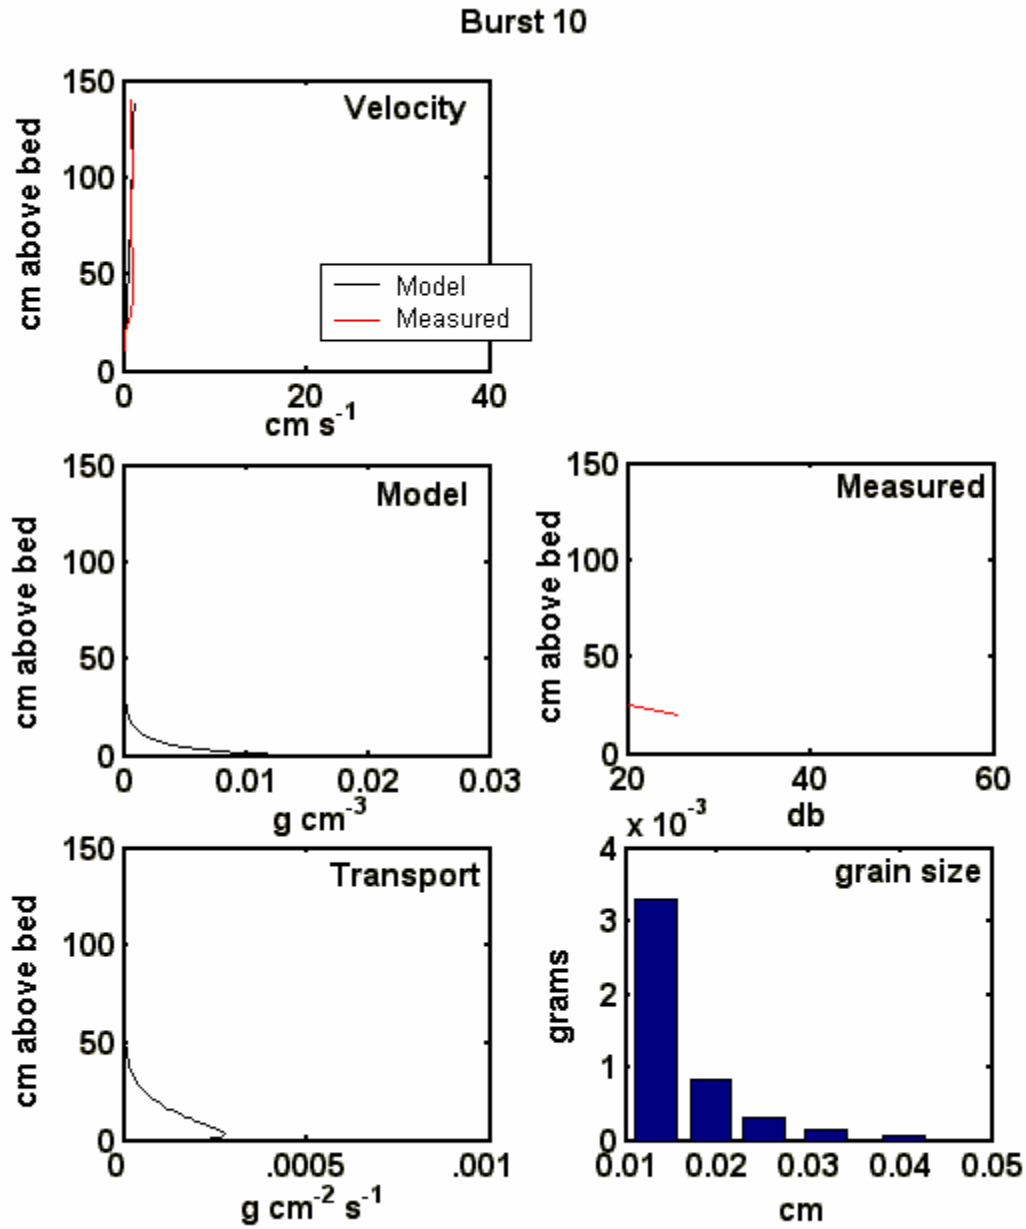 Burst 10
150
100
50
0
cm above bed
Velocity
Model
Measured
0 20 40
cm s-1
150
100
50
0
cm above bed
Model
0 0.01 0.02 0.03
g cm-3
150
100
50
0
cm above bed
Measured
20 40 60
db
150
100
50
0
cm above bed
Transport
0 .0005 .001
g cm-2 s-1
x 10-3
4
3
2
1
0
grams
grain size
0.01 0.02 0.03 0.04 0.05
cm